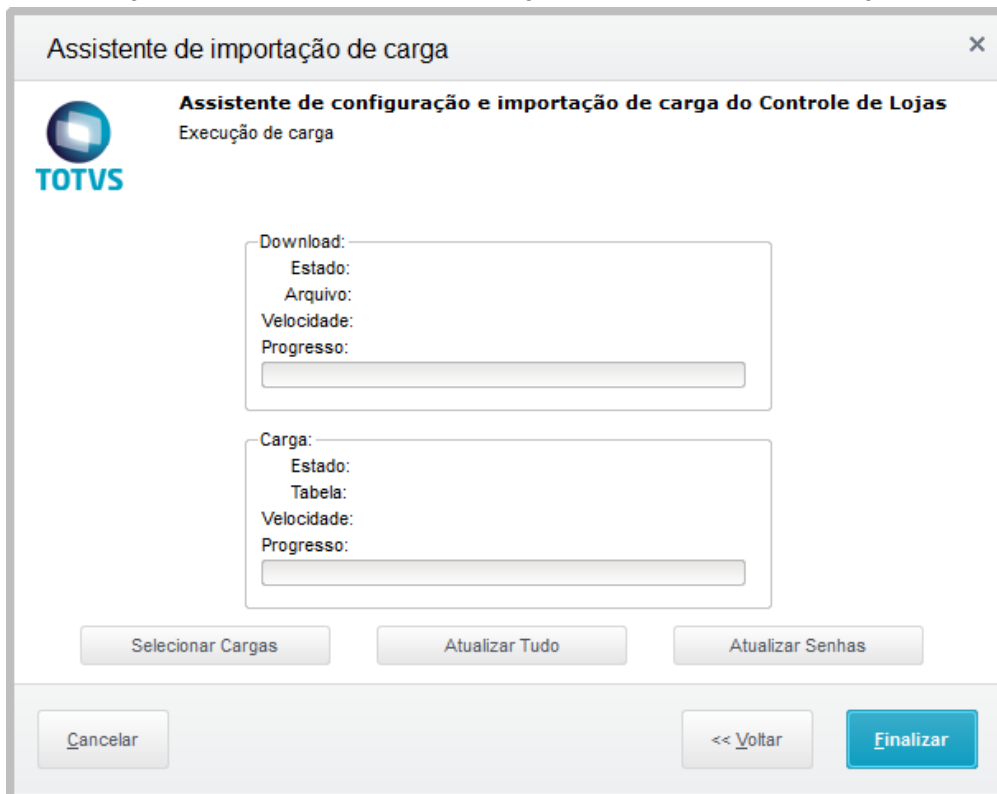 Assistente de importação de carga
×
Assistente de configuração e importação de carga do Controle de Lojas
Execução de carga
TOTVS
Download:
Estado:
Arquivo:
Velocidade:
Progresso:
Carga:
Estado:
Tabela:
Velocidade:
Progresso:
Selecionar Cargas Atualizar Tudo Atualizar Senhas
Cancelar << Voltar Finalizar